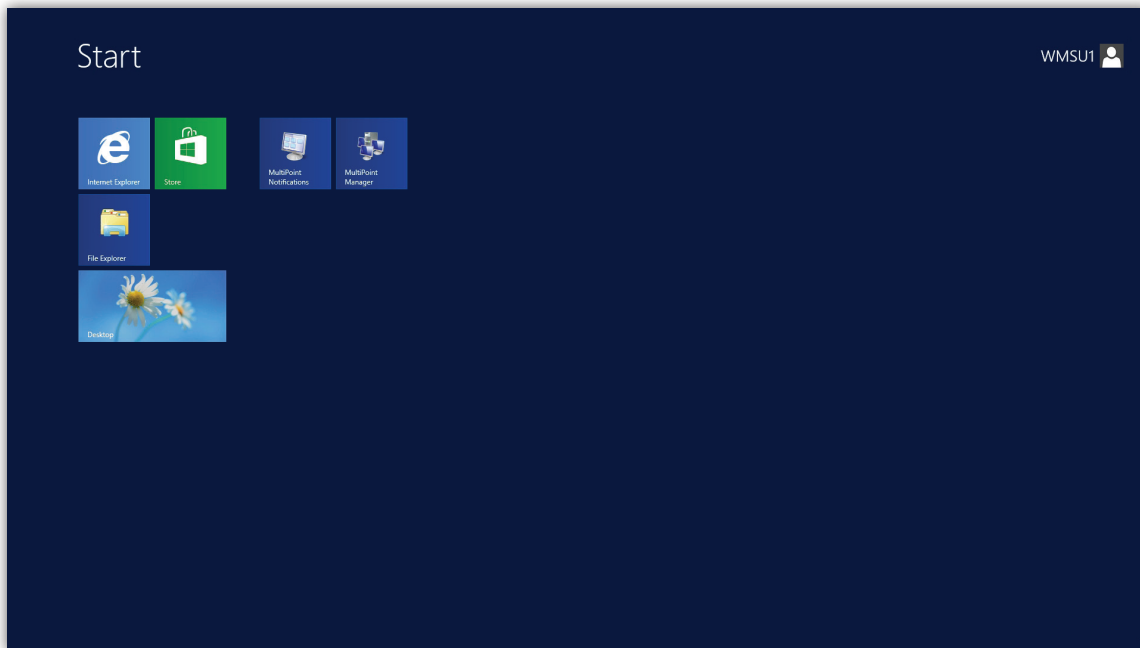 Start
WMSU1
Internet Explorer
Store
MultiPoint
Notifications
MultiPoint
Manager
File Explorer
Desktop